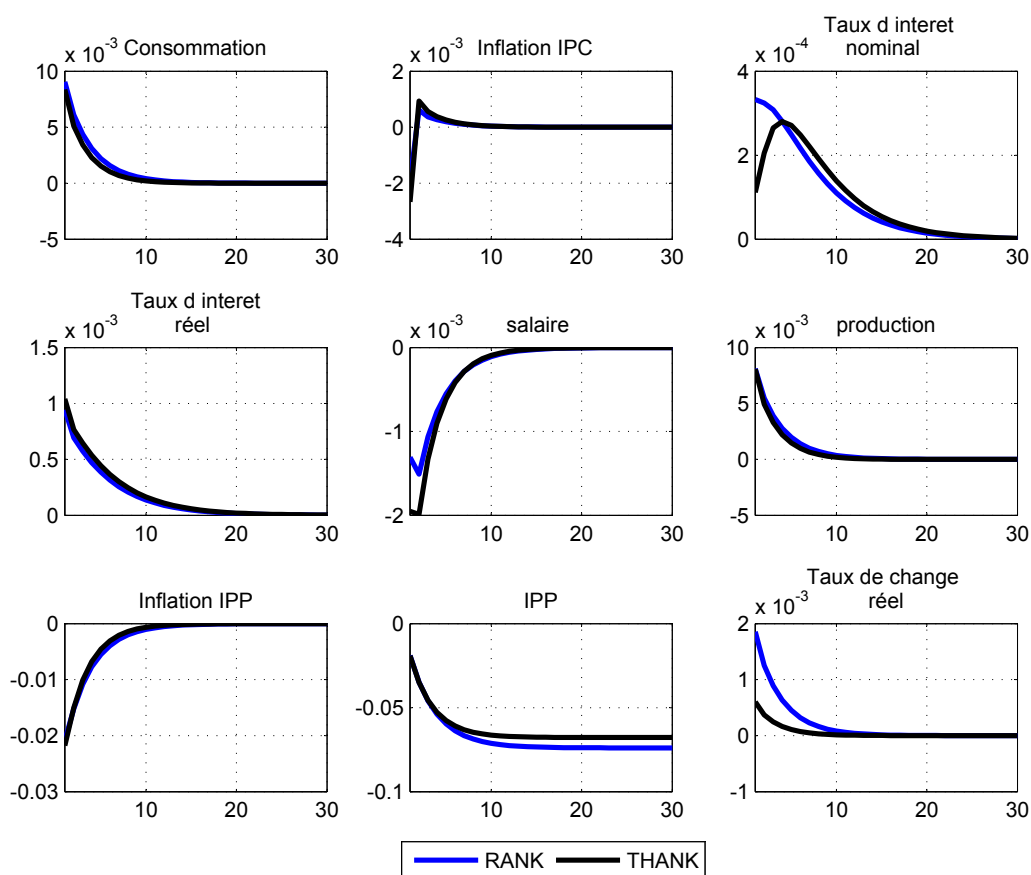 x 10⁻³ Consommation
10
5
0
-5
10 20 30
x 10⁻³ Inflation IPC
2
0
-2
-4
10 20 30
Taux d interet
x 10⁻⁴ nominal
4
2
0
10 20 30
Taux d interet
x 10⁻³ réel
1.5
1
0.5
0
10 20 30
x 10⁻³ salaire
0
-1
-2
10 20 30
x 10⁻³ production
10
5
0
-5
10 20 30
Inflation IPP
0
-0.01
-0.02
-0.03
10 20 30
IPP
0
-0.05
-0.1
10 20 30
Taux de change
x 10⁻³ réel
2
1
0
-1
10 20 30
RANK THANK